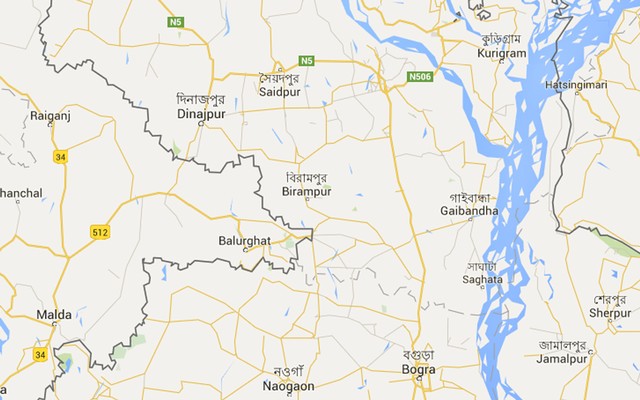 N5
কুড়িগ্রাম
Kurigram
N5
সৈয়দপুর
Saidpur
N506
Hatsingimari
দিনাজপুর
Dinajpur
Raiganj
34
বিরামপুর
Birampur
hanchal
গাইবান্ধা
Gaibandha
512
Balurghat
সাঘাটা
Saghata
শেরপুর
Sherpur
Malda
34
জামালপুর
Jamalpur
বগুড়া
Bogra
নওগাঁ
Naogaon
a